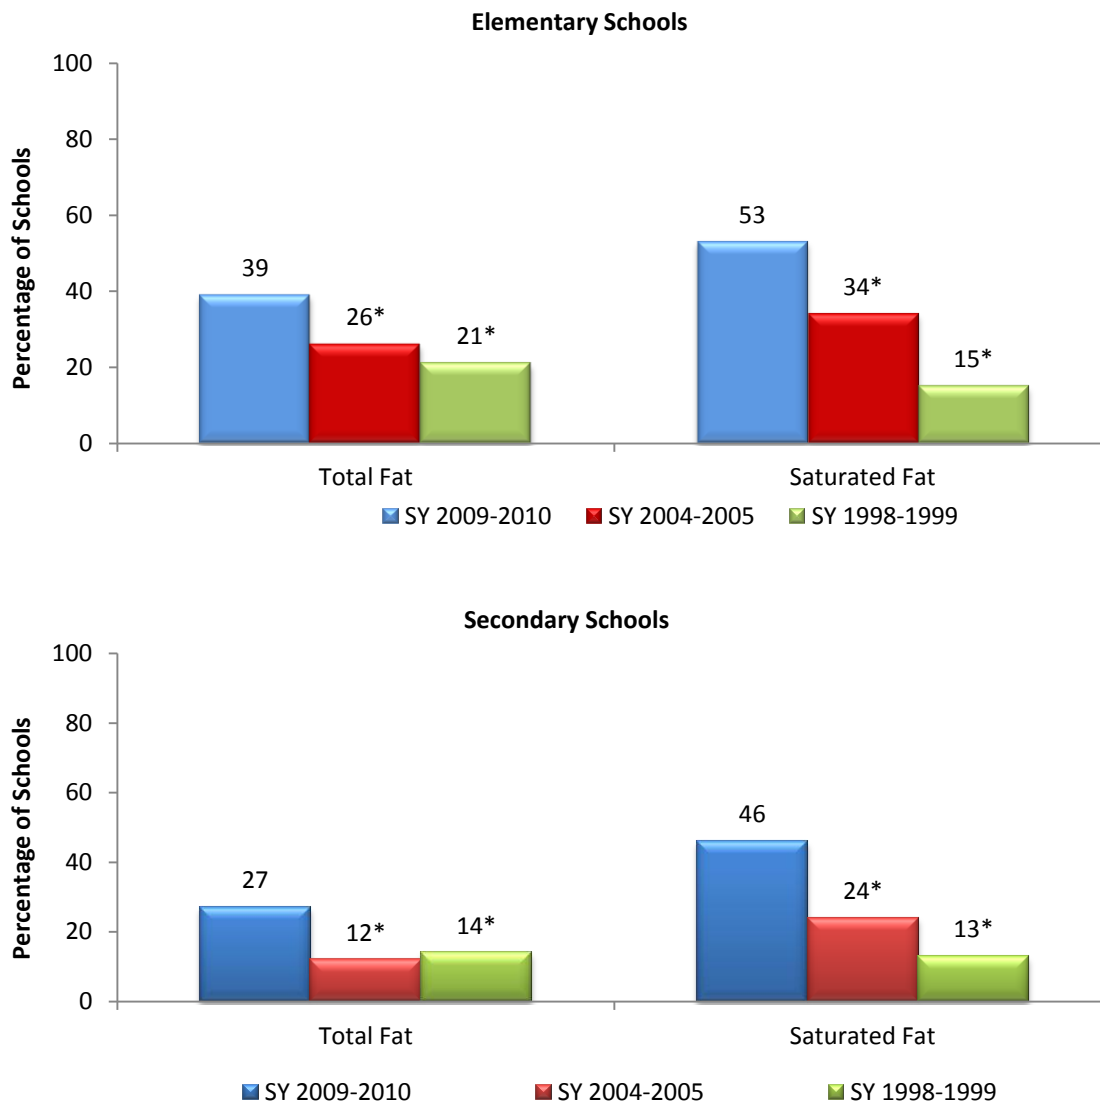 Elementary Schools
Percentage of Schools
100
80
60
40
20
0
39
26*
21*
53
34*
15*
Total Fat
Saturated Fat
SY 2009-2010 SY 2004-2005 SY 1998-1999
Secondary Schools
Percentage of Schools
100
80
60
40
20
0
27
12*
14*
46
24*
13*
Total Fat
Saturated Fat
SY 2009-2010 SY 2004-2005 SY 1998-1999